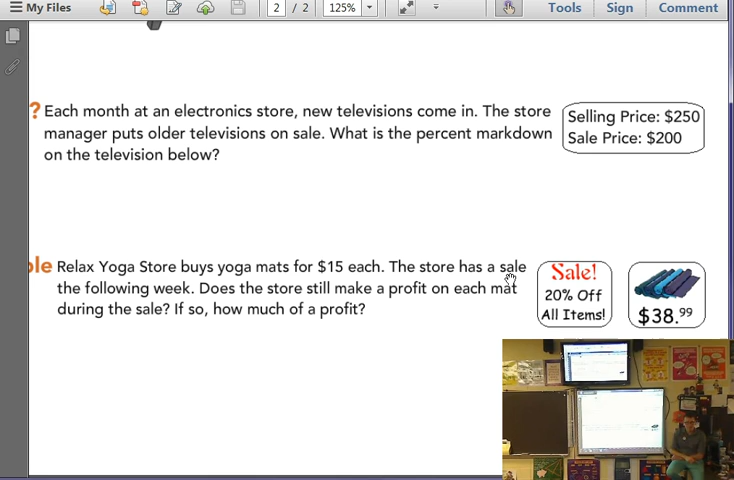 My Files
2 / 2
125%
Tools
Sign
Comment
? Each month at an electronics store, new televisions come in. The store
manager puts older televisions on sale. What is the percent markdown
on the television below?
Selling Price: $250
Sale Price: $200
ple Relax Yoga Store buys yoga mats for $15 each. The store has a sale
the following week. Does the store still make a profit on each mat
during the sale? If so, how much of a profit?
Sale!
20% Off
All Items!
$38.99